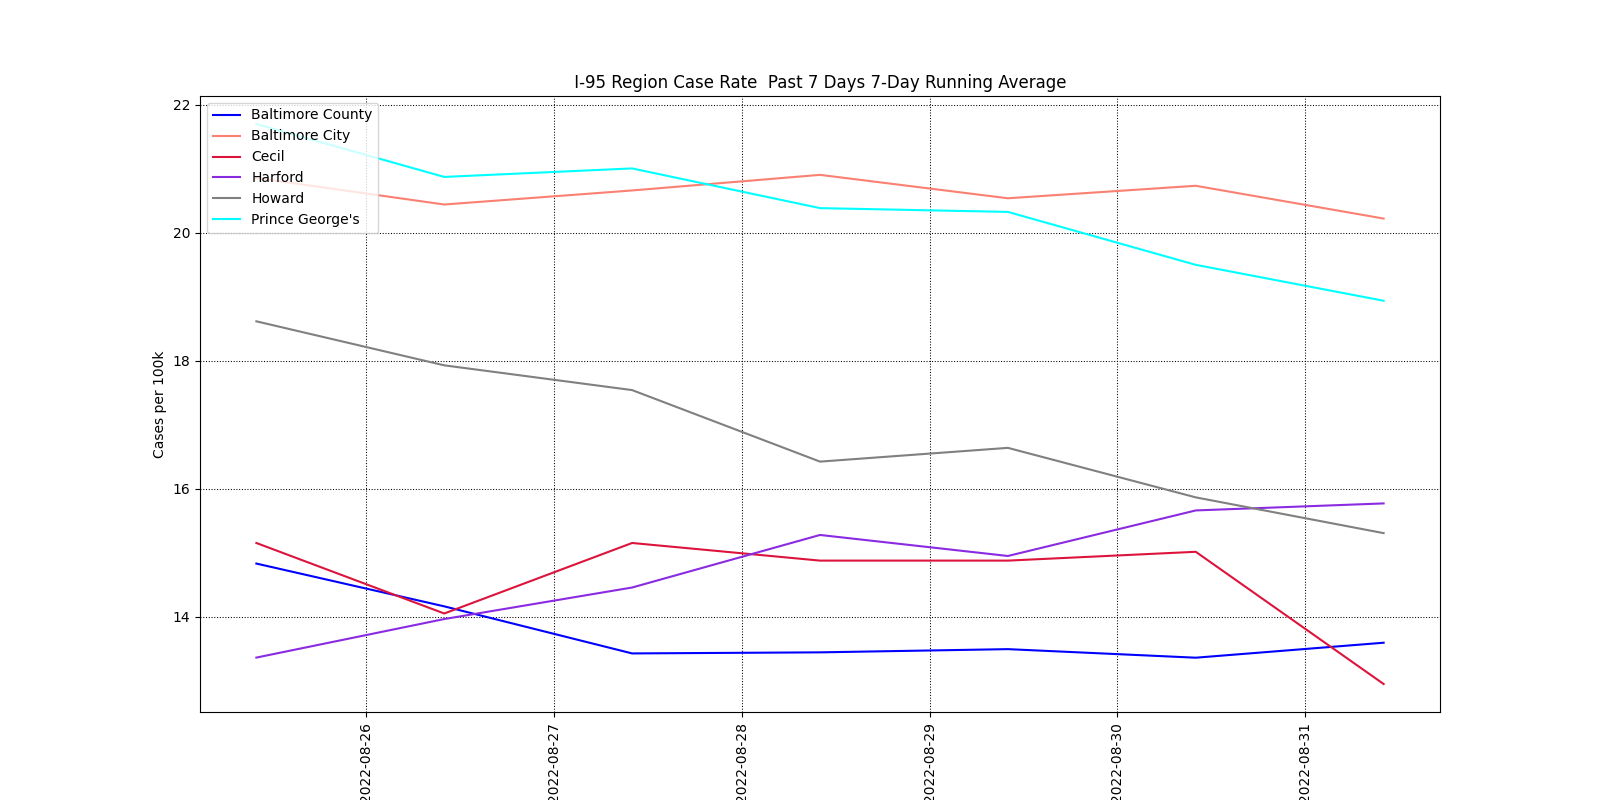 I-95 Region Case Rate  Past 7 Days 7-Day Running Average
Baltimore County
Baltimore City
Cecil
Harford
Howard
Prince George's
22
20
18
16
14
Cases per 100k
2022-08-26
2022-08-27
2022-08-28
2022-08-29
2022-08-30
2022-08-31